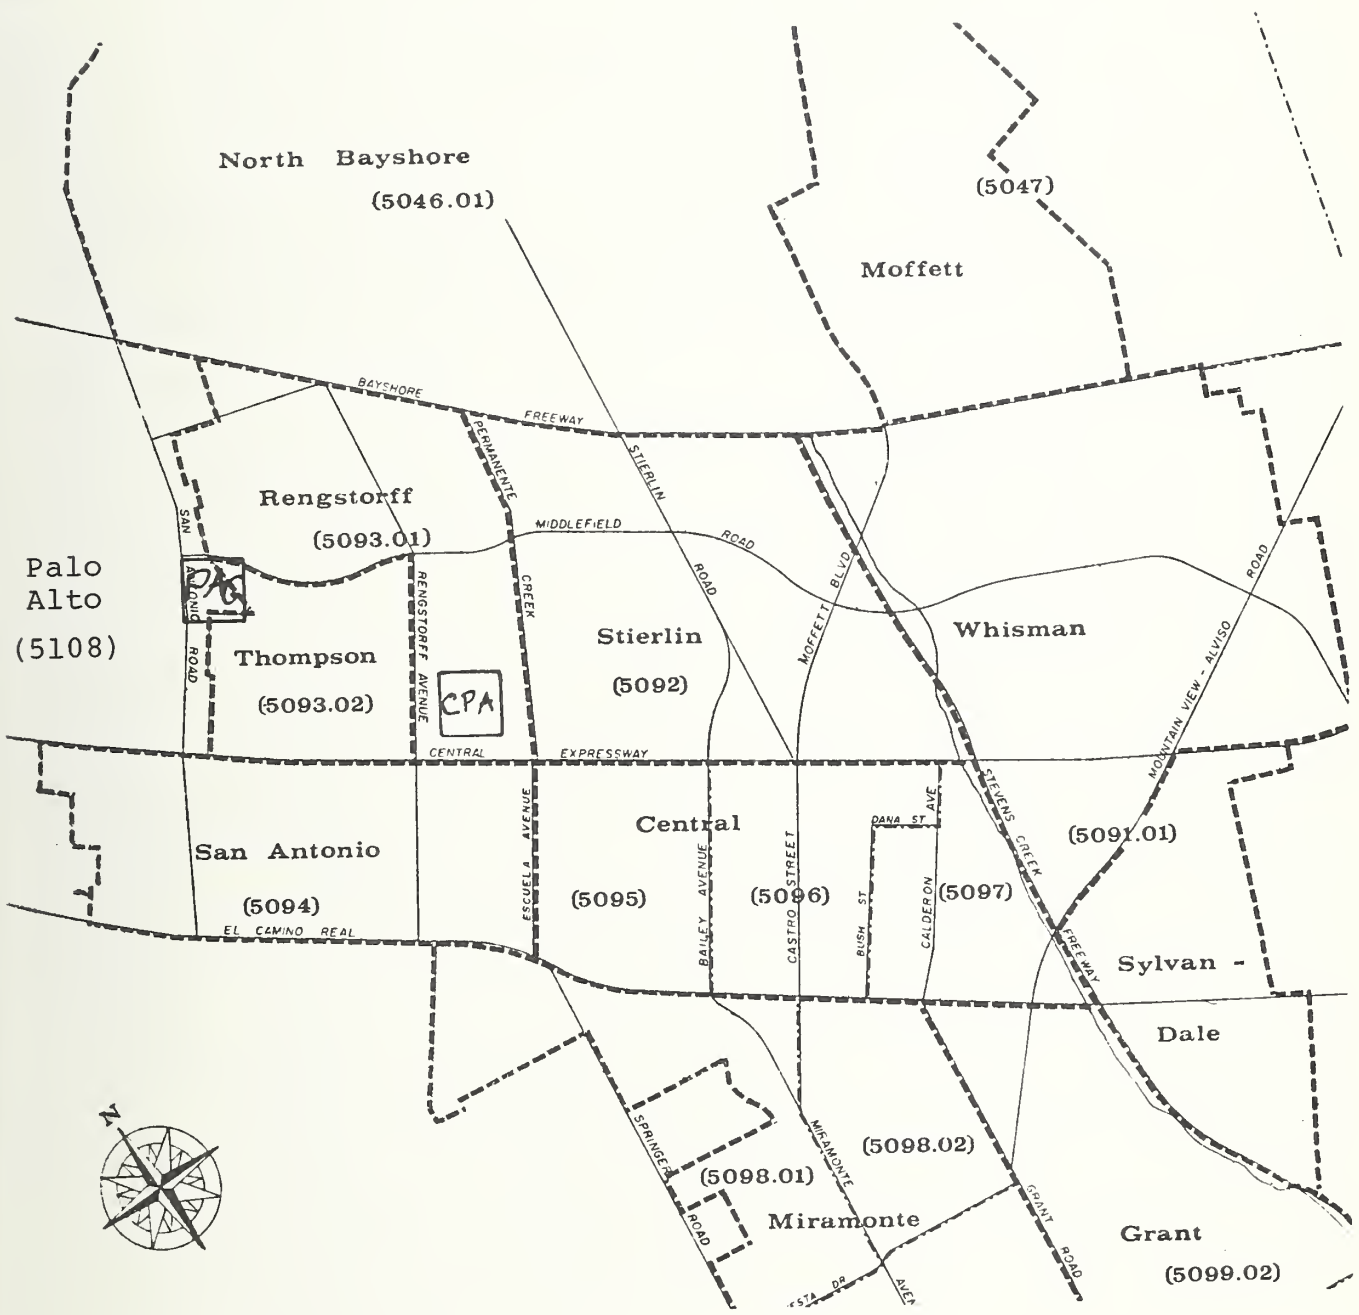 North Bayshore
(5046.01)
(5047)
Moffett
BAYSHORE
FREEWAY
PERMANENTE
CREEK
STIERLIN
ROAD
Rengstorff
(5093.01)
MIDDLEFIELD
ROAD
SAN
ANTONIO
ROAD
PAG
Palo
Alto
(5108)
RENGSTORFF AVENUE
Thompson
(5093.02)
CPA
Stierlin
(5092)
MOFFETT BLVD
Whisman
MOUNTAIN VIEW - ALVISO
ROAD
CENTRAL
EXPRESSWAY
San Antonio
(5094)
EL CAMINO REAL
ESCUELA AVENUE
Central
(5095)
BAILEY AVENUE
(5096)
CASTRO STREET
DANA ST
BUSH ST
CALDERON
AVE
(5097)
STEVENS CREEK
FREEWAY
(5091.01)
Sylvan -
Dale
N
SPRINGER
ROAD
(5098.01)
MIRAMONTE
AVEN
(5098.02)
Miramonte
GRANT
ROAD
Grant
(5099.02)
ESTA DR